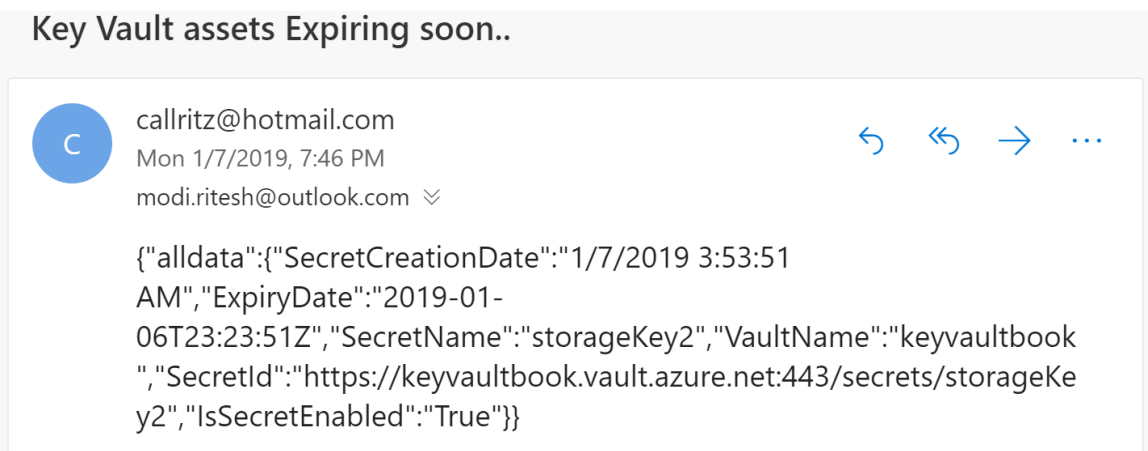 Key Vault assets Expiring soon..
C
callritz@hotmail.com
Mon 1/7/2019, 7:46 PM
modi.ritesh@outlook.com
{"alldata":{"SecretCreationDate":"1/7/2019 3:53:51
AM","ExpiryDate":"2019-01-
06T23:23:51Z","SecretName":"storageKey2","VaultName":"keyvaultbook
","SecretId":"https://keyvaultbook.vault.azure.net:443/secrets/storageKe
y2","IsSecretEnabled":"True"}}